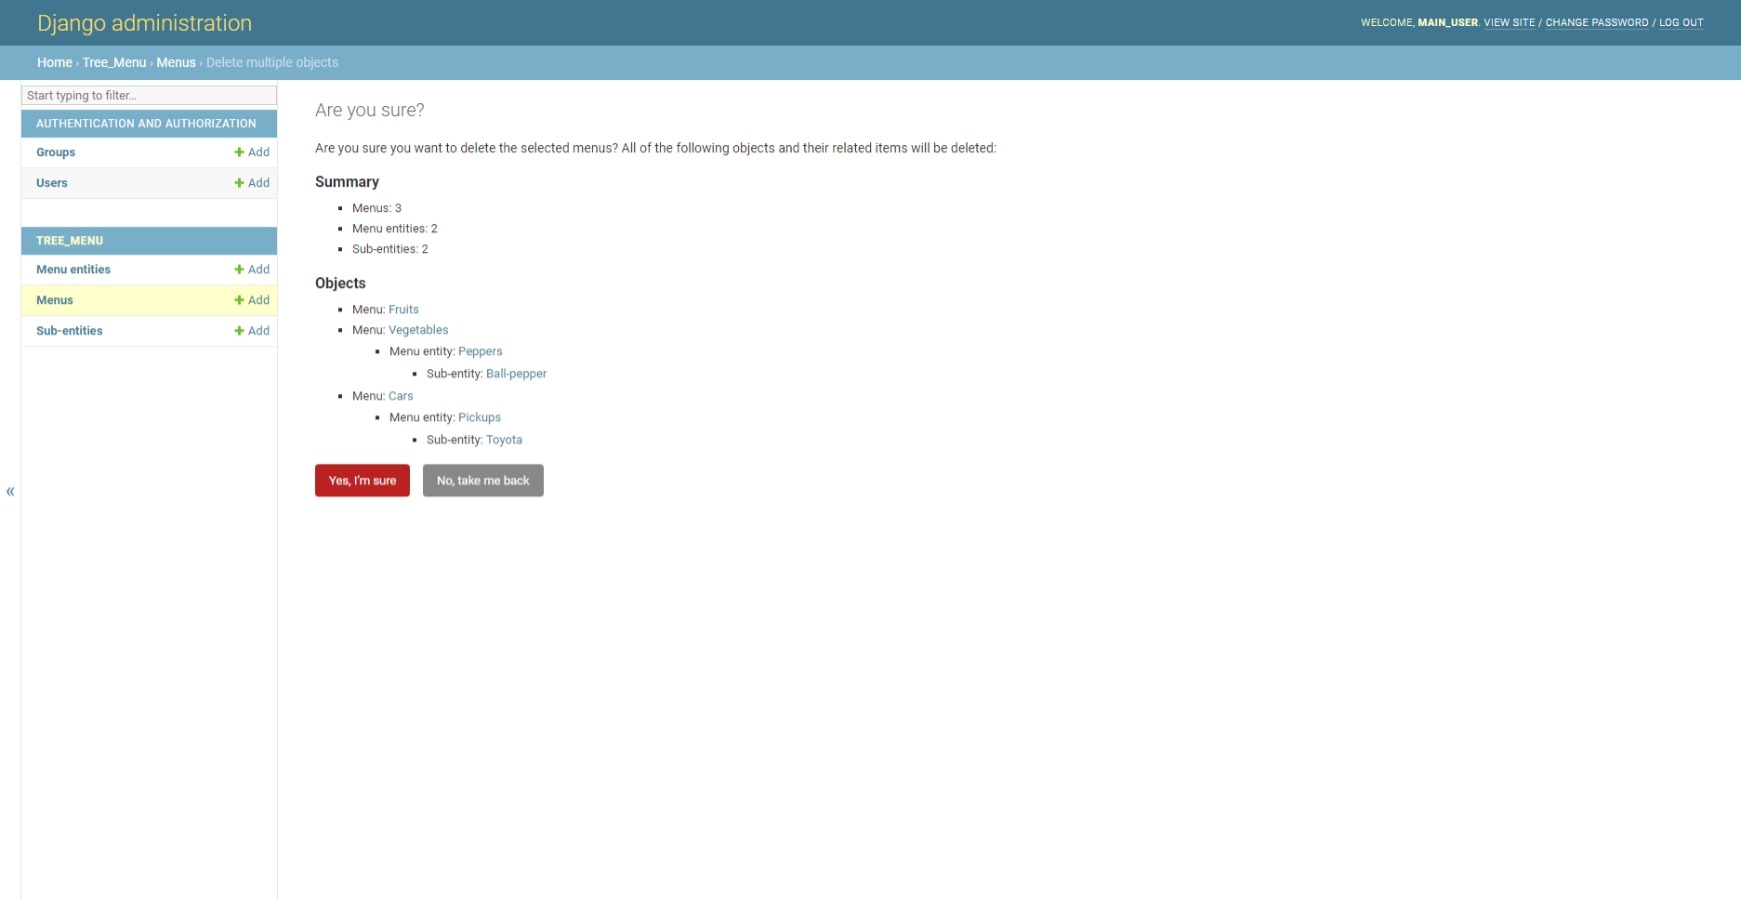 Django administration
WELCOME, MAIN_USER. VIEW SITE / CHANGE PASSWORD / LOG OUT
Home › Tree_Menu › Menus › Delete multiple objects
Start typing to filter...
AUTHENTICATION AND AUTHORIZATION
Groups + Add
Users + Add
TREE_MENU
Menu entities + Add
Menus + Add
Sub-entities + Add
«
Are you sure?
Are you sure you want to delete the selected menus? All of the following objects and their related items will be deleted:
Summary
Menus: 3
Menu entities: 2
Sub-entities: 2
Objects
Menu: Fruits
Menu: Vegetables
Menu entity: Peppers
Sub-entity: Ball-pepper
Menu: Cars
Menu entity: Pickups
Sub-entity: Toyota
Yes, I'm sure No, take me back